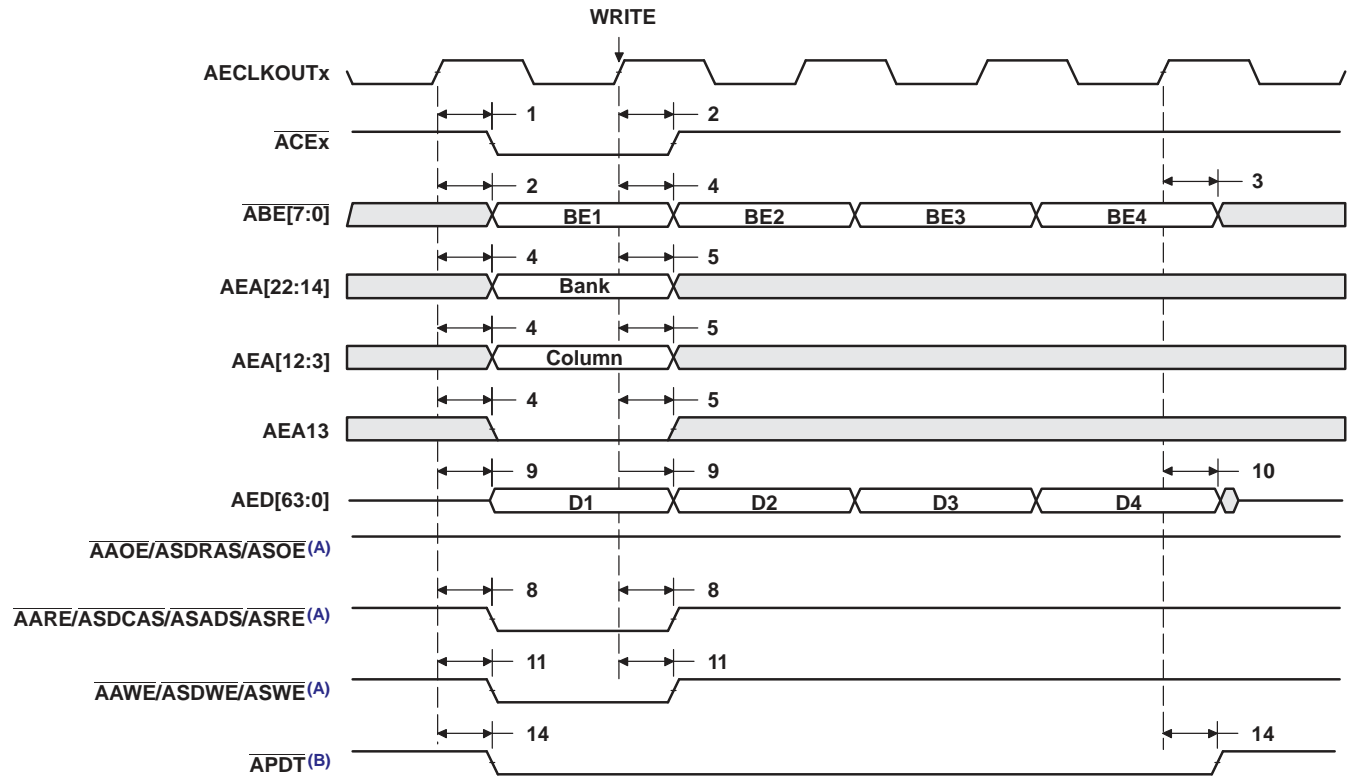 WRITE
AECLKOUTx
1 2
ACEx
2 4 3
ABE[7:0] BE1 BE2 BE3 BE4
4 5
AEA[22:14] Bank
4 5
AEA[12:3] Column
4 5
AEA13
9 9 10
AED[63:0] D1 D2 D3 D4
AAOE/ASDRAS/ASOE(A)
8 8
AARE/ASDCAS/ASADS/ASRE(A)
11 11
AAWE/ASDWE/ASWE(A)
14 14
APDT(B)